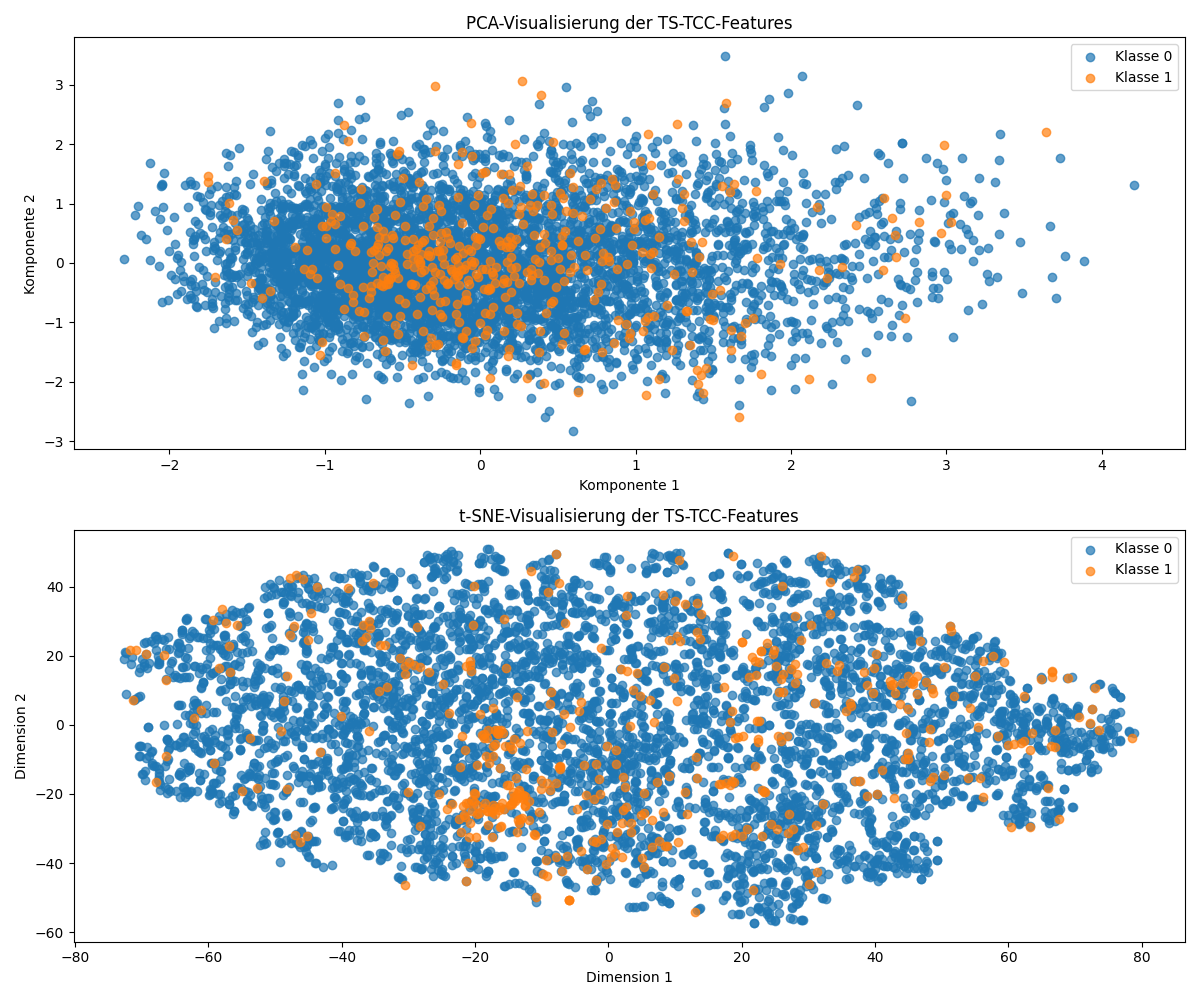 PCA-Visualisierung der TS-TCC-Features
Klasse 0
Klasse 1
3
2
1
0
−1
−2
−3
Komponente 2
−2
−1
0
1
2
3
4
Komponente 1
t-SNE-Visualisierung der TS-TCC-Features
Klasse 0
Klasse 1
40
20
0
−20
−40
−60
Dimension 2
−80
−60
−40
−20
0
20
40
60
80
Dimension 1